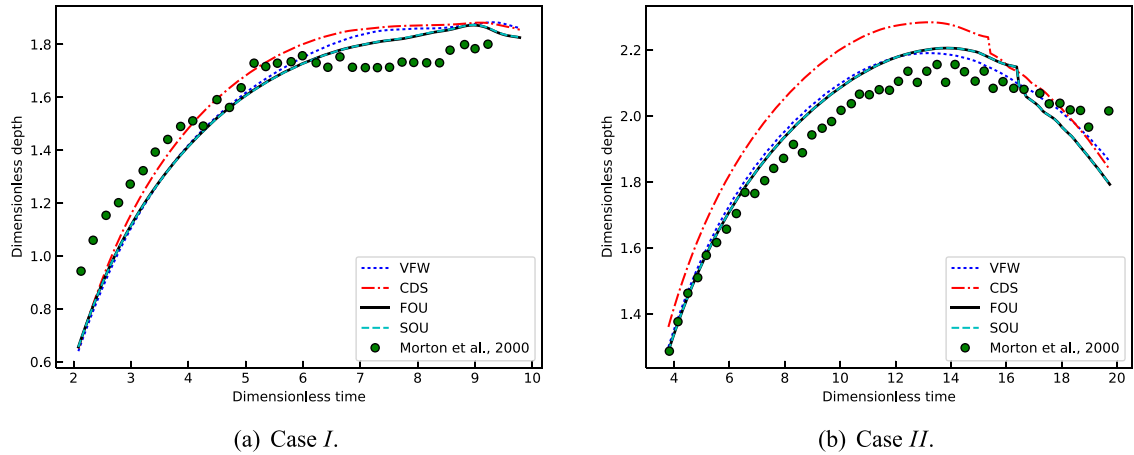 1.8
1.6
1.4
1.2
1.0
0.8
0.6
Dimensionless depth
2
3
4
5
6
7
8
9
10
Dimensionless time
VFW
CDS
FOU
SOU
Morton et al., 2000
(a) Case I.
2.2
2.0
1.8
1.6
1.4
Dimensionless depth
4
6
8
10
12
14
16
18
20
Dimensionless time
VFW
CDS
FOU
SOU
Morton et al., 2000
(b) Case II.